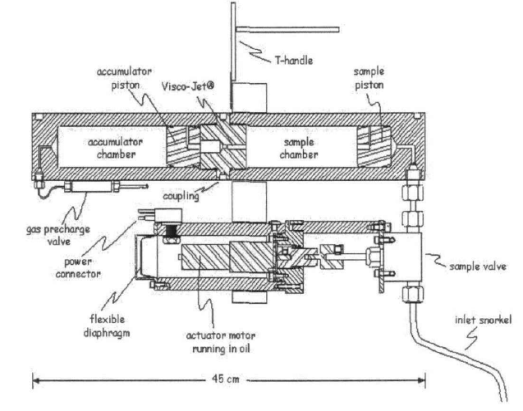 T-handle
accumulator
piston
Visco-Jet®
sample
piston
accumulator
chamber
sample
chamber
coupling
gas precharge
valve
power
connector
sample valve
flexible
diaphragm
actuator motor
running in oil
inlet snorkel
45 cm